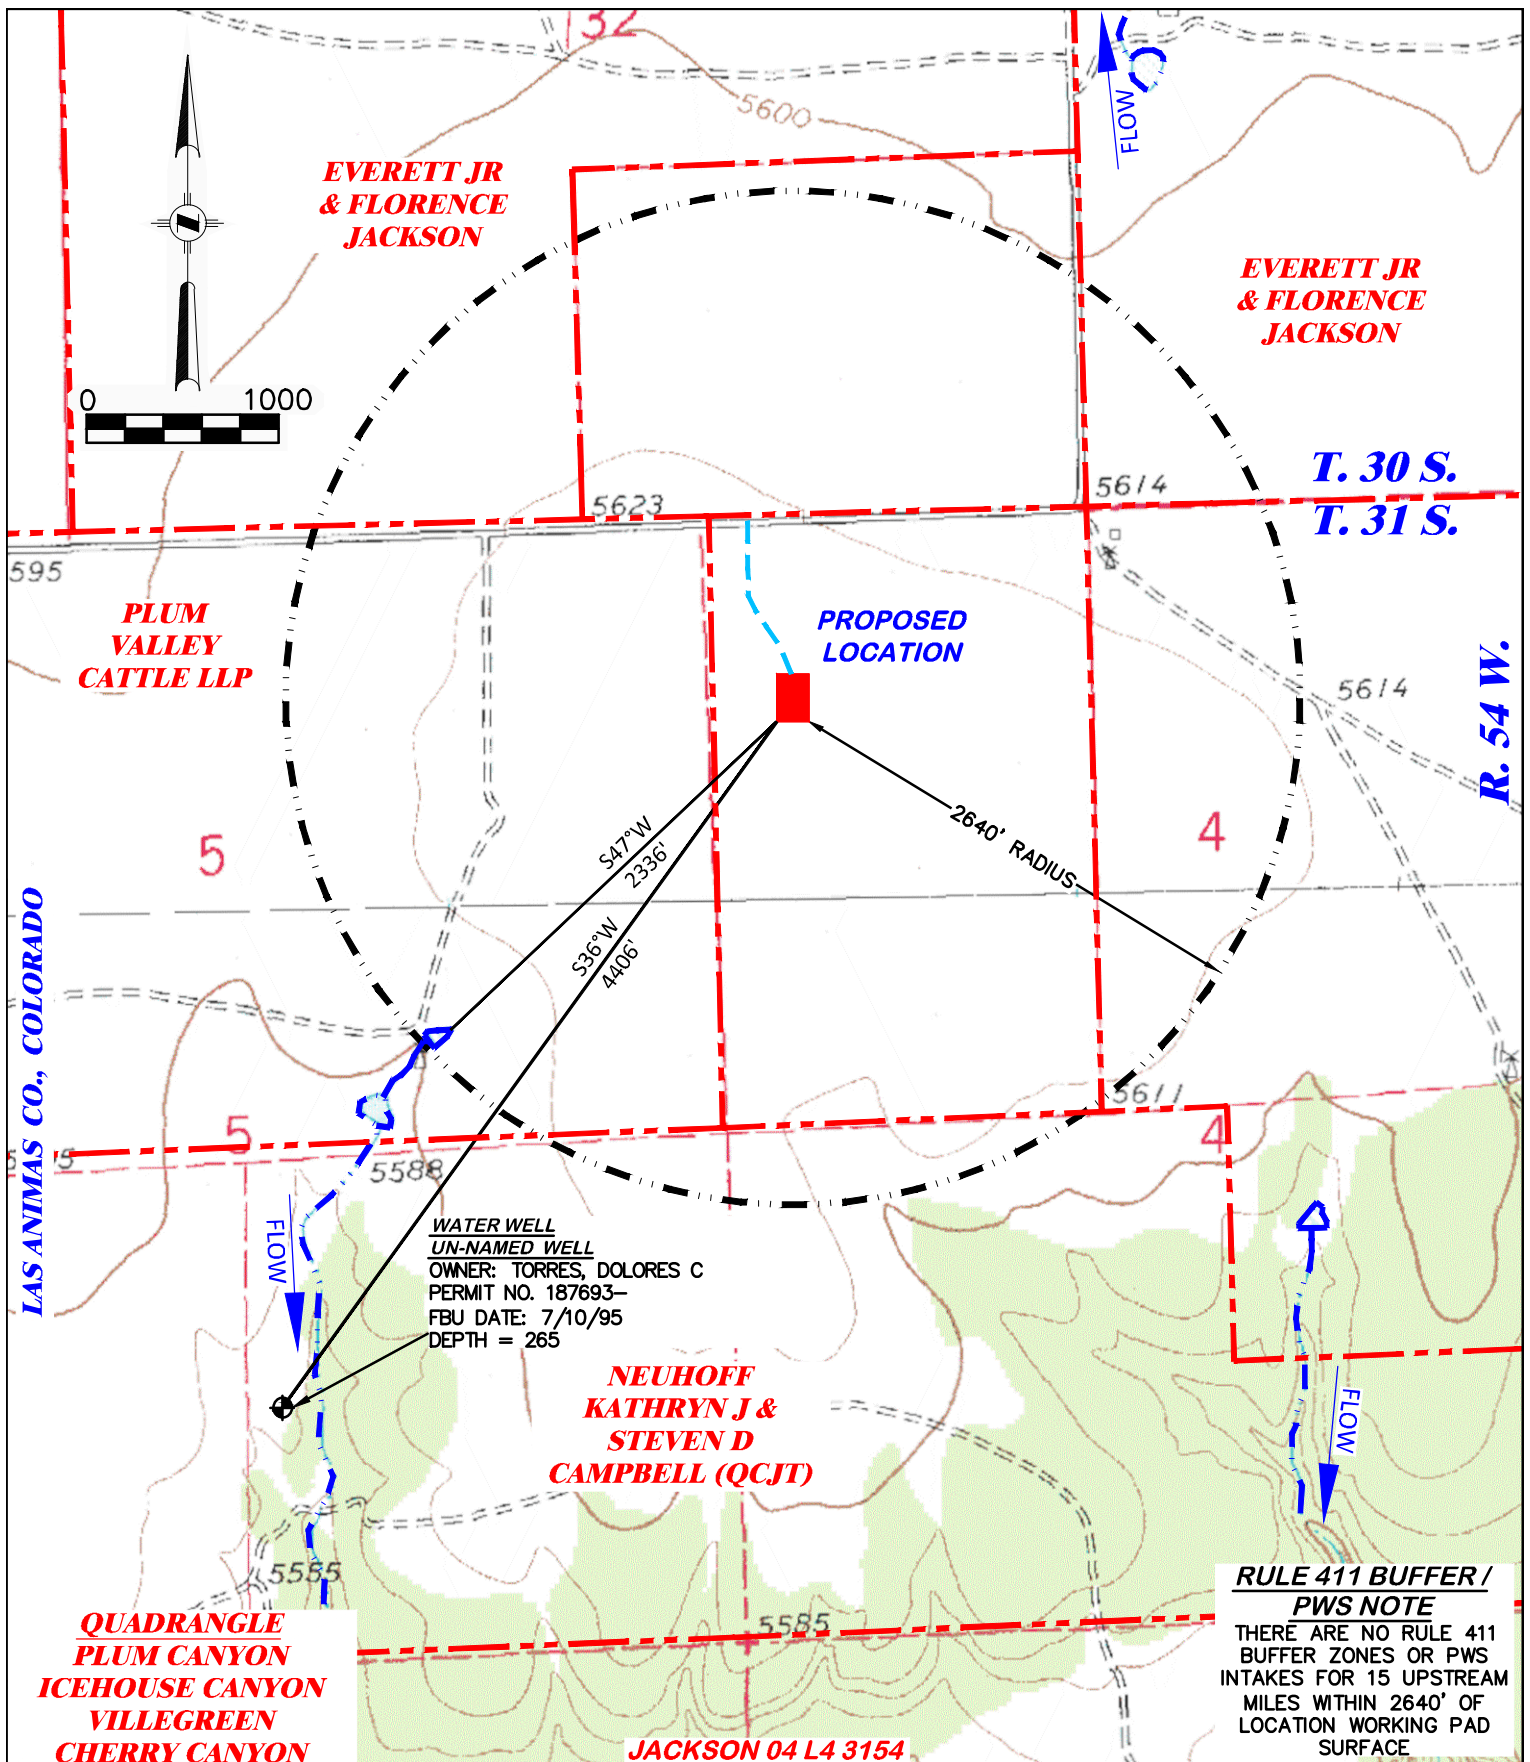 32
5600
FLOW
EVERETT JR
& FLORENCE
JACKSON
EVERETT JR
& FLORENCE
JACKSON
0 1000
T. 30 S.
T. 31 S.
5623
5614
595
PLUM
VALLEY
CATTLE LLP
PROPOSED
LOCATION
5614
R. 54 W.
2640' RADIUS
S47°W
2336'
S36°W
4406'
5
4
LAS ANIMAS CO., COLORADO
5
5611
4
5588
FLOW
WATER WELL
UN-NAMED WELL
OWNER: TORRES, DOLORES C
PERMIT NO. 187693–
FBU DATE: 7/10/95
DEPTH = 265
NEUHOFF
KATHRYN J &
STEVEN D
CAMPBELL (QCJT)
FLOW
5585
5585
QUADRANGLE
PLUM CANYON
ICEHOUSE CANYON
VILLEGREEN
CHERRY CANYON
JACKSON 04 L4 3154
RULE 411 BUFFER /
PWS NOTE
THERE ARE NO RULE 411
BUFFER ZONES OR PWS
INTAKES FOR 15 UPSTREAM
MILES WITHIN 2640' OF
LOCATION WORKING PAD
SURFACE